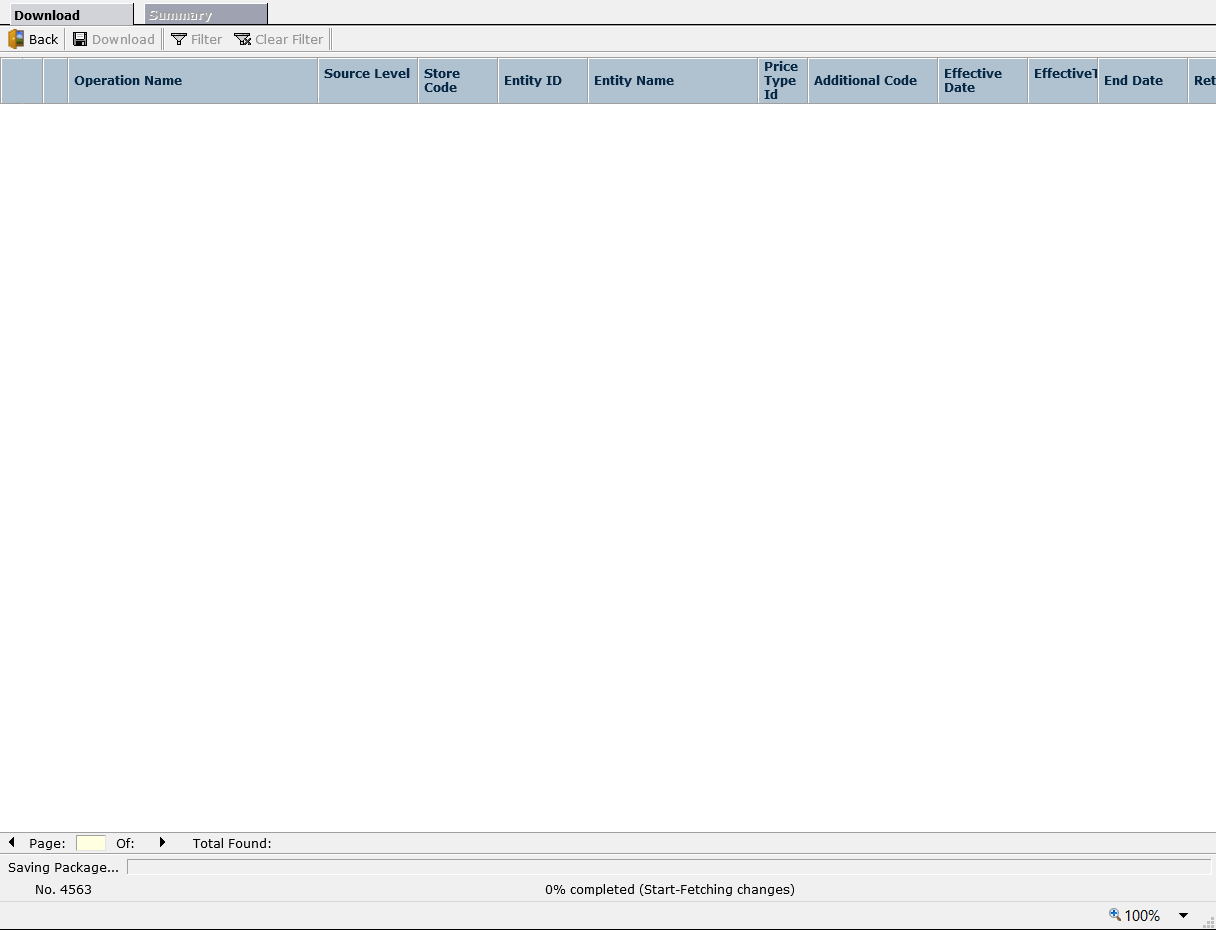 Download Summary
Back Download Filter Clear Filter
Operation Name Source Level Store Code Entity ID Entity Name Price Type Id Additional Code Effective Date EffectiveT End Date Ret
Page: Of: Total Found:
Saving Package...
No. 4563 0% completed (Start-Fetching changes)
100%